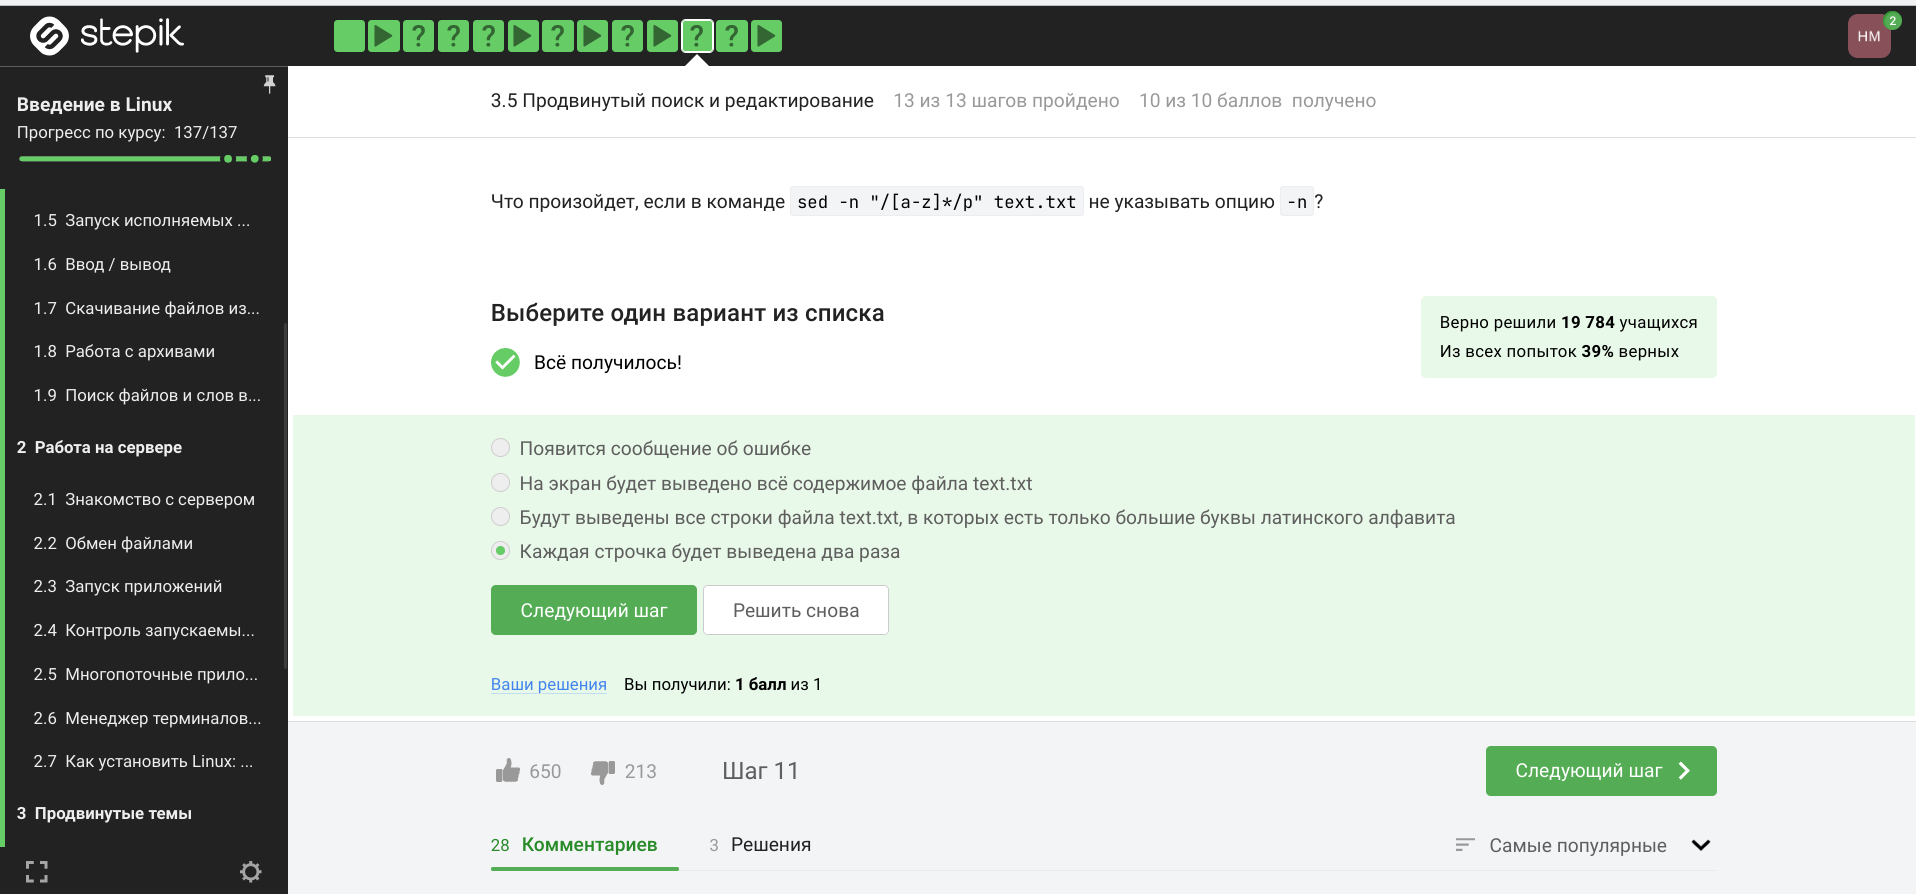 stepik
? ? ? ? ? ? ?
НМ
2
Введение в Linux
Прогресс по курсу: 137/137
1.5 Запуск исполняемых ...
1.6 Ввод / вывод
1.7 Скачивание файлов из...
1.8 Работа с архивами
1.9 Поиск файлов и слов в...
2 Работа на сервере
2.1 Знакомство с сервером
2.2 Обмен файлами
2.3 Запуск приложений
2.4 Контроль запускаемы...
2.5 Многопоточные прило...
2.6 Менеджер терминалов...
2.7 Как установить Linux: ...
3 Продвинутые темы
3.5 Продвинутый поиск и редактирование 13 из 13 шагов пройдено 10 из 10 баллов получено
Что произойдет, если в команде sed -n "/[a-z]*/p" text.txt не указывать опцию -n?
Выберите один вариант из списка
Всё получилось!
Верно решили 19 784 учащихся
Из всех попыток 39% верных
Появится сообщение об ошибке
На экран будет выведено всё содержимое файла text.txt
Будут выведены все строки файла text.txt, в которых есть только большие буквы латинского алфавита
Каждая строчка будет выведена два раза
Следующий шаг Решить снова
Ваши решения Вы получили: 1 балл из 1
650 213 Шаг 11 Следующий шаг
28 Комментариев 3 Решения Самые популярные